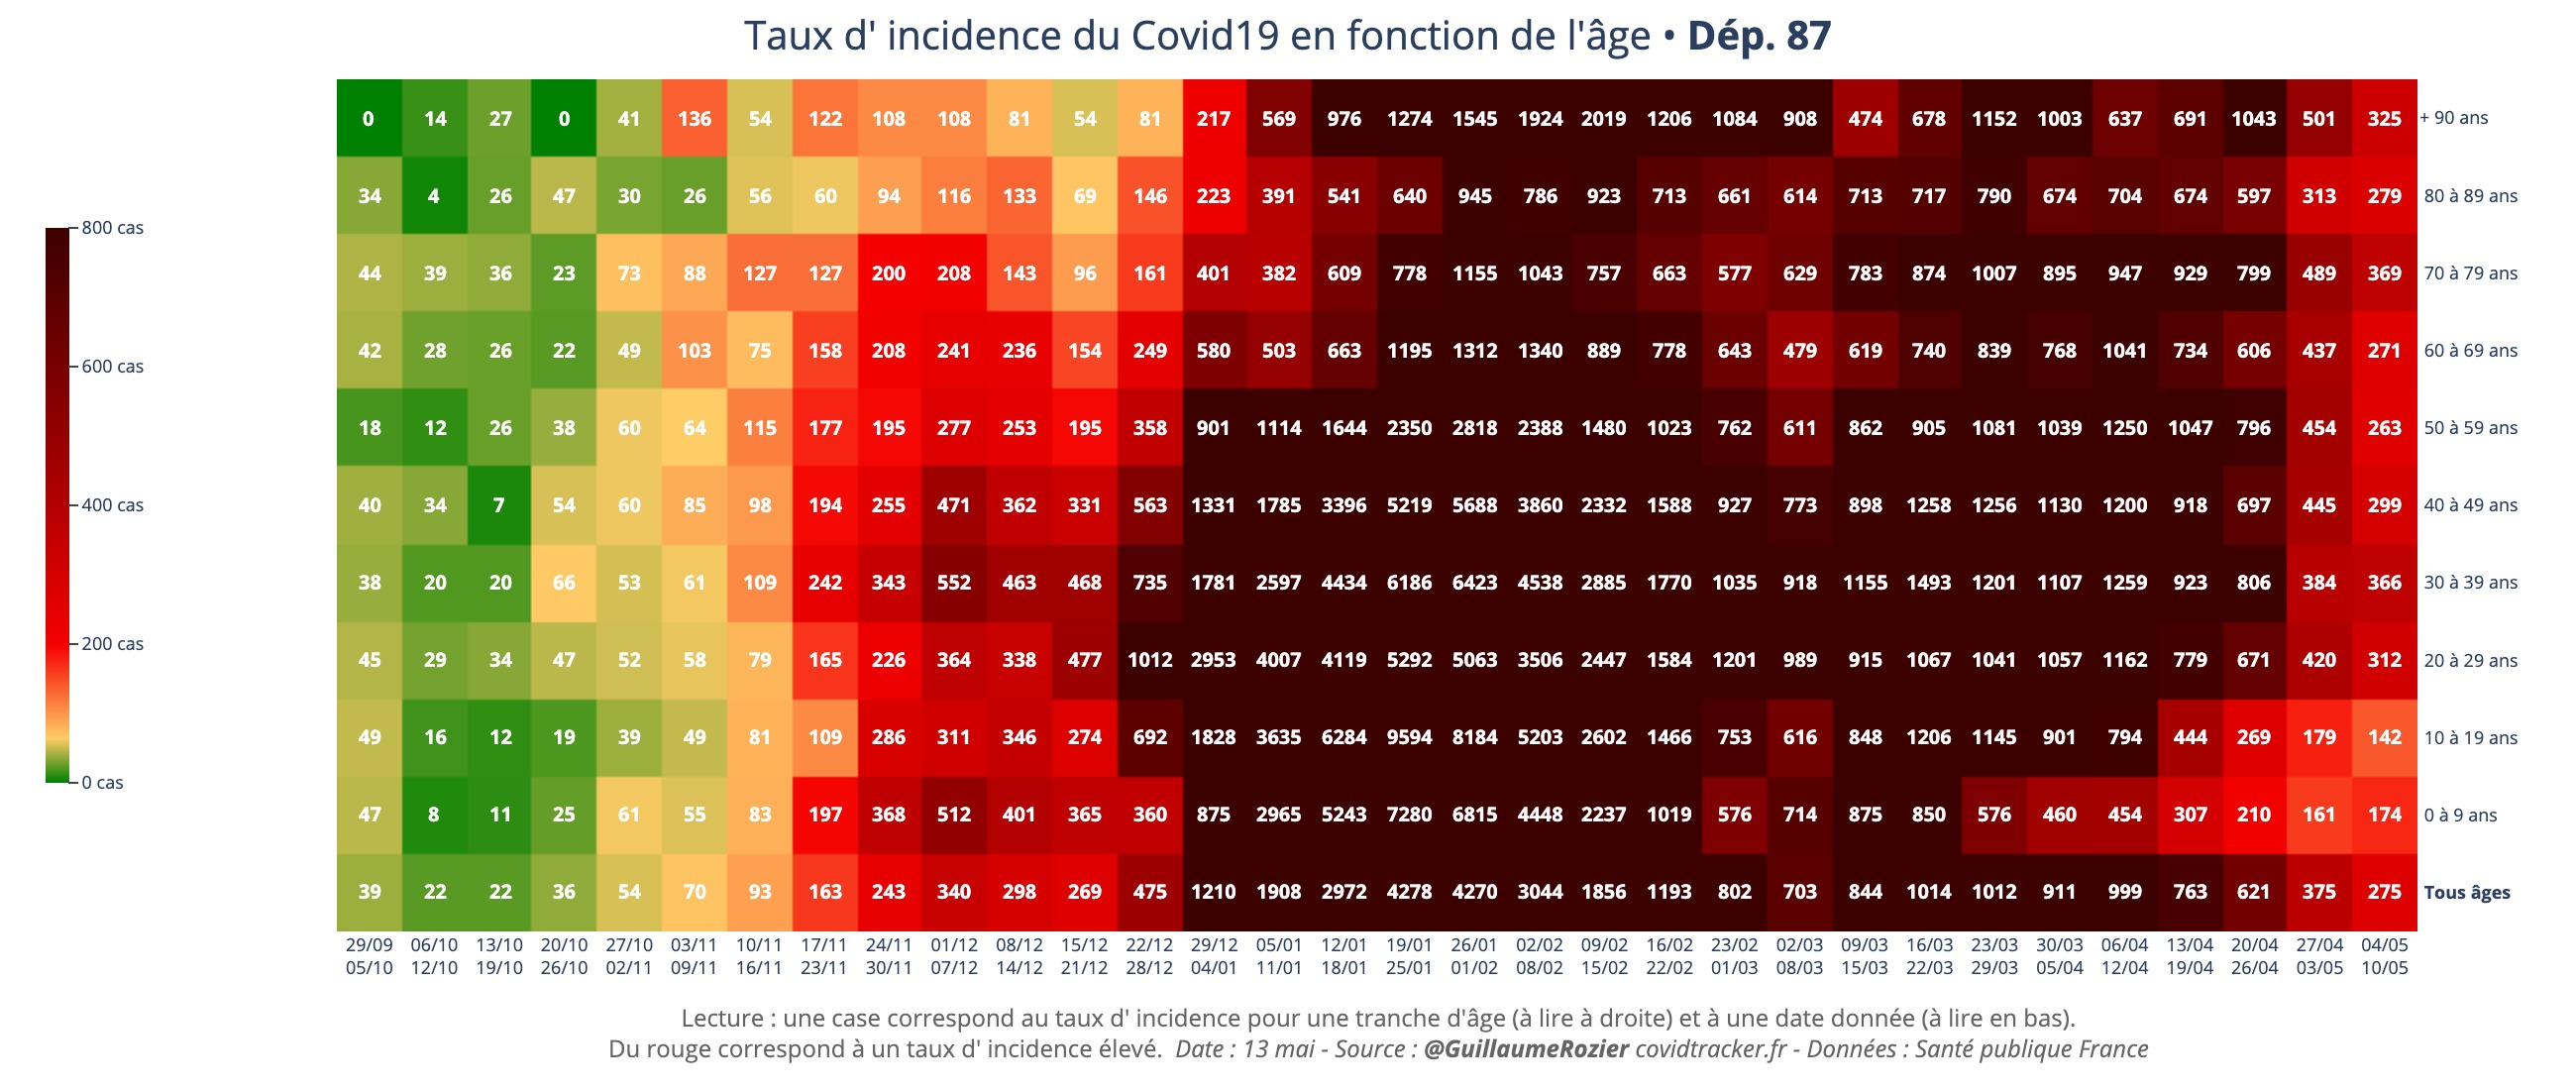 Taux d' incidence du Covid19 en fonction de l'âge • Dép. 87
800 cas
600 cas
400 cas
200 cas
0 cas
0 14 27 0 41 136 54 122 108 108 81 54 81 217 569 976 1274 1545 1924 2019 1206 1084 908 474 678 1152 1003 637 691 1043 501 325 + 90 ans
34 4 26 47 30 26 56 60 94 116 133 69 146 223 391 541 640 945 786 923 713 661 614 713 717 790 674 704 674 597 313 279 80 à 89 ans
44 39 36 23 73 88 127 127 200 208 143 96 161 401 382 609 778 1155 1043 757 663 577 629 783 874 1007 895 947 929 799 489 369 70 à 79 ans
42 28 26 22 49 103 75 158 208 241 236 154 249 580 503 663 1195 1312 1340 889 778 643 479 619 740 839 768 1041 734 606 437 271 60 à 69 ans
18 12 26 38 60 64 115 177 195 277 253 195 358 901 1114 1644 2350 2818 2388 1480 1023 762 611 862 905 1081 1039 1250 1047 796 454 263 50 à 59 ans
40 34 7 54 60 85 98 194 255 471 362 331 563 1331 1785 3396 5219 5688 3860 2332 1588 927 773 898 1258 1256 1130 1200 918 697 445 299 40 à 49 ans
38 20 20 66 53 61 109 242 343 552 463 468 735 1781 2597 4434 6186 6423 4538 2885 1770 1035 918 1155 1493 1201 1107 1259 923 806 384 366 30 à 39 ans
45 29 34 47 52 58 79 165 226 364 338 477 1012 2953 4007 4119 5292 5063 3506 2447 1584 1201 989 915 1067 1041 1057 1162 779 671 420 312 20 à 29 ans
49 16 12 19 39 49 81 109 286 311 346 274 692 1828 3635 6284 9594 8184 5203 2602 1466 753 616 848 1206 1145 901 794 444 269 179 142 10 à 19 ans
47 8 11 25 61 55 83 197 368 512 401 365 360 875 2965 5243 7280 6815 4448 2237 1019 576 714 875 850 576 460 454 307 210 161 174 0 à 9 ans
39 22 22 36 54 70 93 163 243 340 298 269 475 1210 1908 2972 4278 4270 3044 1856 1193 802 703 844 1014 1012 911 999 763 621 375 275 Tous âges
29/09 06/10 13/10 20/10 27/10 03/11 10/11 17/11 24/11 01/12 08/12 15/12 22/12 29/12 05/01 12/01 19/01 26/01 02/02 09/02 16/02 23/02 02/03 09/03 16/03 23/03 30/03 06/04 13/04 20/04 27/04 04/05
05/10 12/10 19/10 26/10 02/11 09/11 16/11 23/11 30/11 07/12 14/12 21/12 28/12 04/01 11/01 18/01 25/01 01/02 08/02 15/02 22/02 01/03 08/03 15/03 22/03 29/03 05/04 12/04 19/04 26/04 03/05 10/05
Lecture : une case correspond au taux d' incidence pour une tranche d'âge (à lire à droite) et à une date donnée (à lire en bas).
Du rouge correspond à un taux d' incidence élevé. Date : 13 mai - Source : @GuillaumeRozier covidtracker.fr - Données : Santé publique France